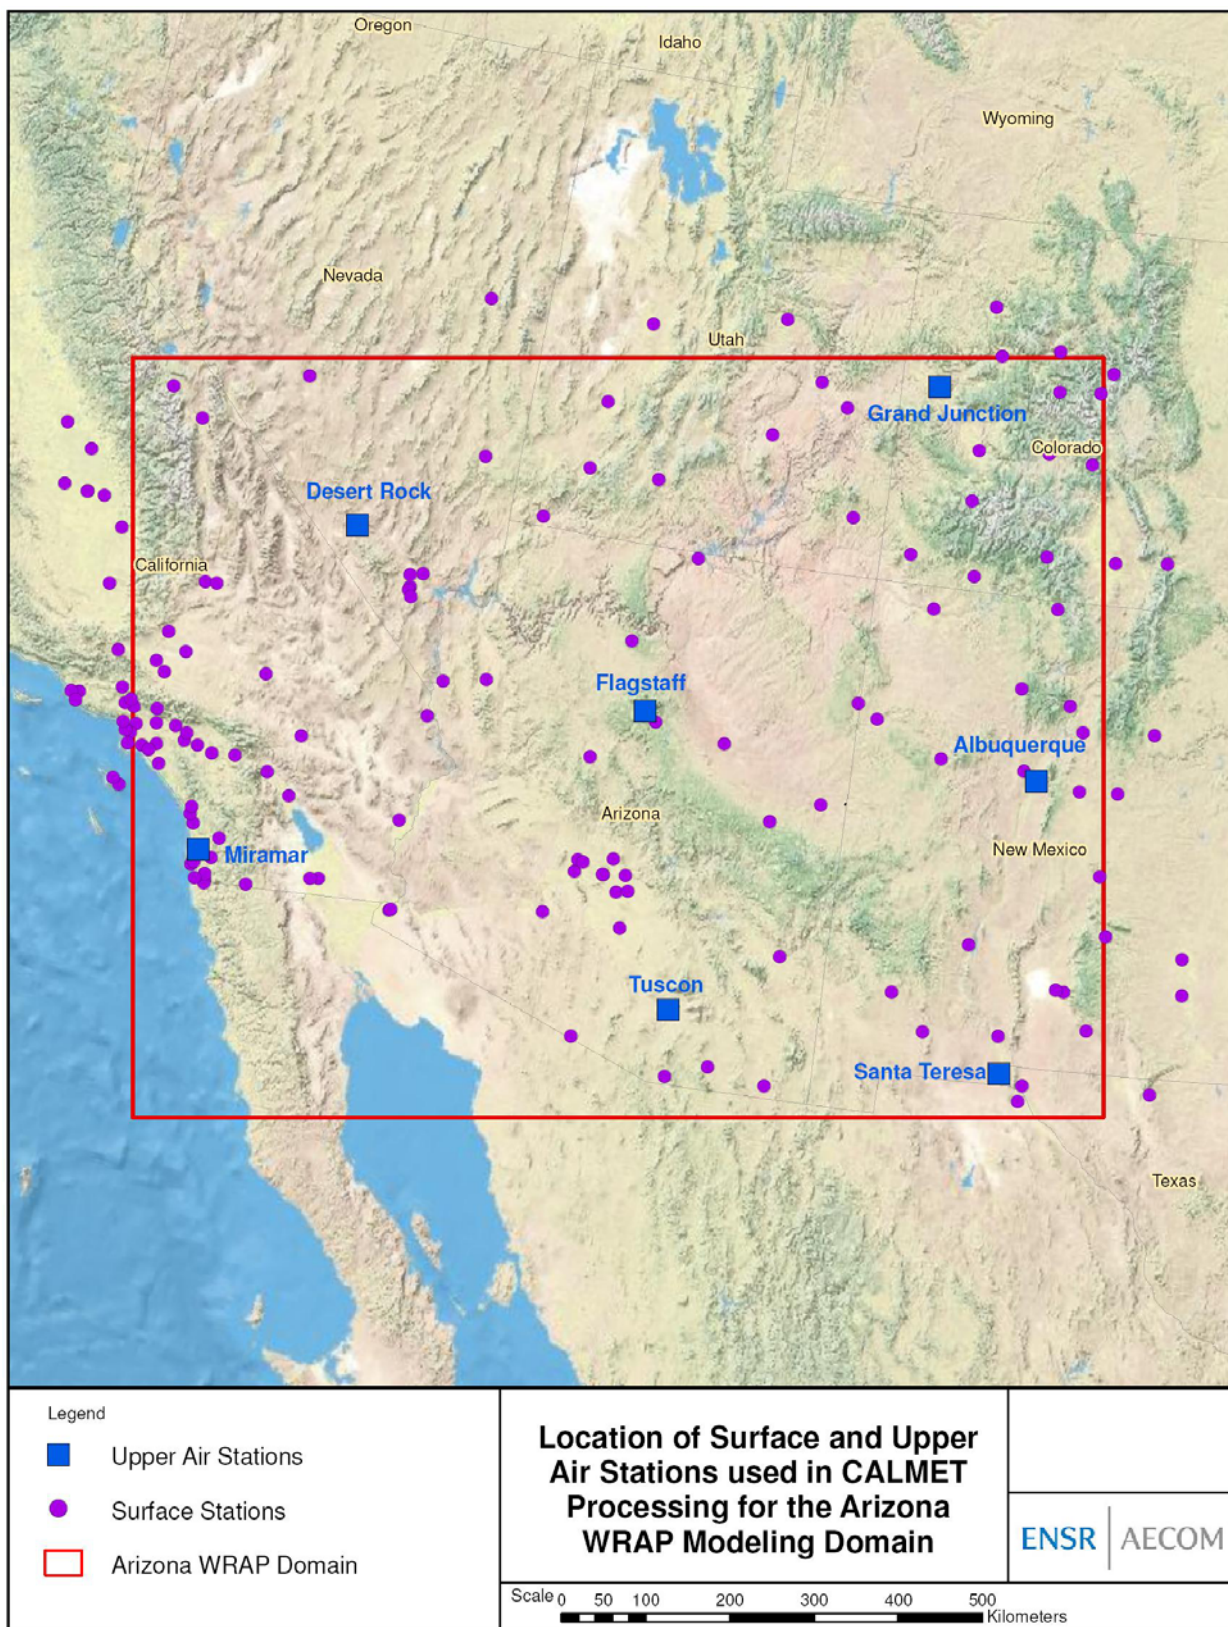 Oregon
Idaho
Wyoming
Nevada
Utah
Grand Junction
Colorado
Desert Rock
California
Flagstaff
Albuquerque
Arizona
New Mexico
Miramar
Tuscon
Santa Teresa
Texas
Legend
Upper Air Stations
Surface Stations
Arizona WRAP Domain
Location of Surface and Upper
Air Stations used in CALMET
Processing for the Arizona
WRAP Modeling Domain
ENSR AECOM
Scale 0 50 100 200 300 400 500
Kilometers